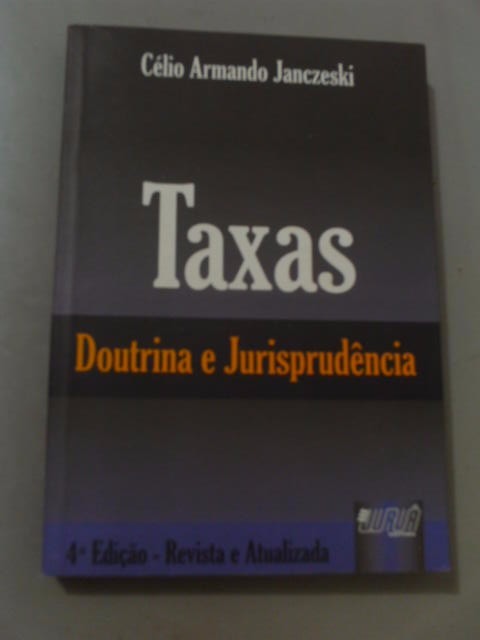 Célio Armando Janczeski
Taxas
Doutrina e Jurisprudência
JURUÁ
4ª Edição - Revista e Atualizada